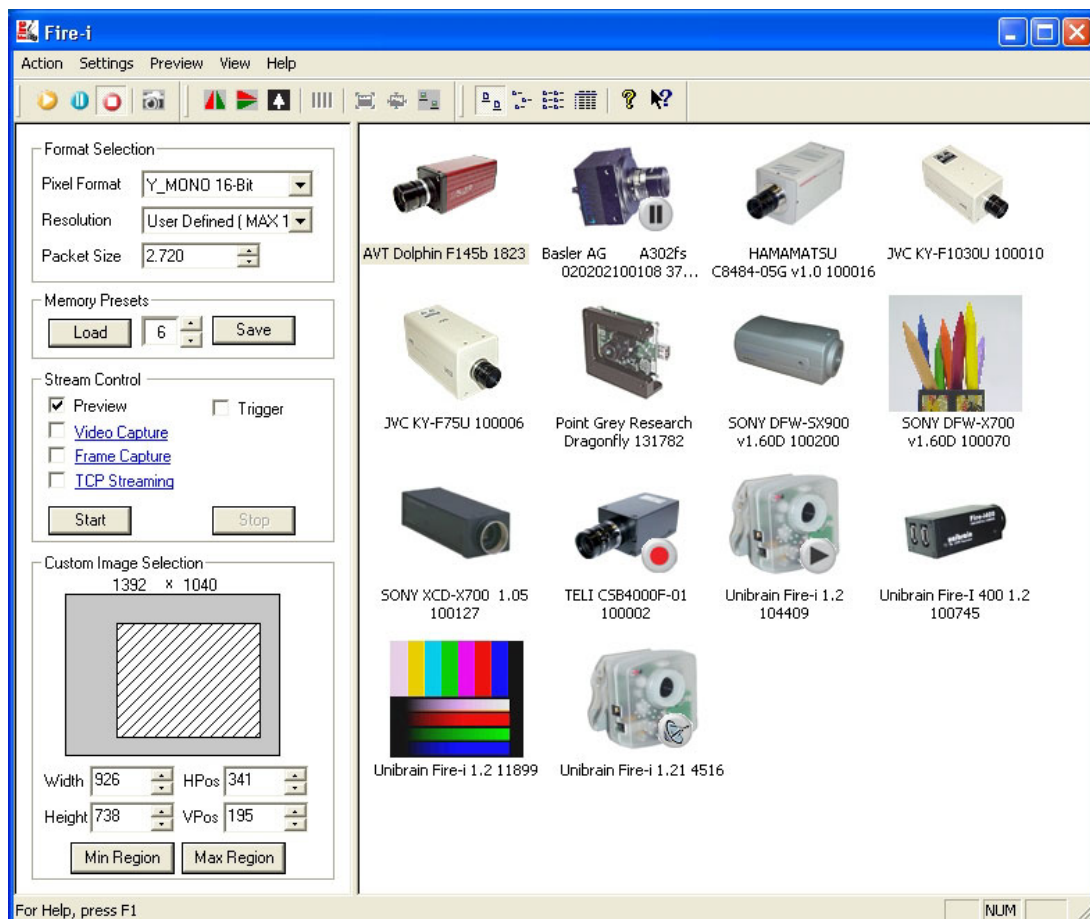 Fire-i
Action Settings Preview View Help
Format Selection
Pixel Format Y_MONO 16-Bit
Resolution User Defined ( MAX 1
Packet Size 2.720
Memory Presets
Load 6 Save
Stream Control
Preview Trigger
Video Capture
Frame Capture
TCP Streaming
Start Stop
Custom Image Selection
1392 x 1040
Width 926 HPos 341
Height 738 VPos 195
Min Region Max Region
AVT Dolphin F145b 1823
Basler AG A302fs
020202100108 37...
HAMAMATSU
C8484-05G v1.0 100016
JVC KY-F1030U 100010
JVC KY-F75U 100006
Point Grey Research
Dragonfly 131782
SONY DFW-SX900
v1.60D 100200
SONY DFW-X700
v1.60D 100070
SONY XCD-X700 1.05
100127
TELI CSB4000F-01
100002
Unibrain Fire-i 1.2
104409
Fire-i400
unibrain
Unibrain Fire-I 400 1.2
100745
Unibrain Fire-i 1.2 11899
Unibrain Fire-i 1.21 4516
For Help, press F1
NUM